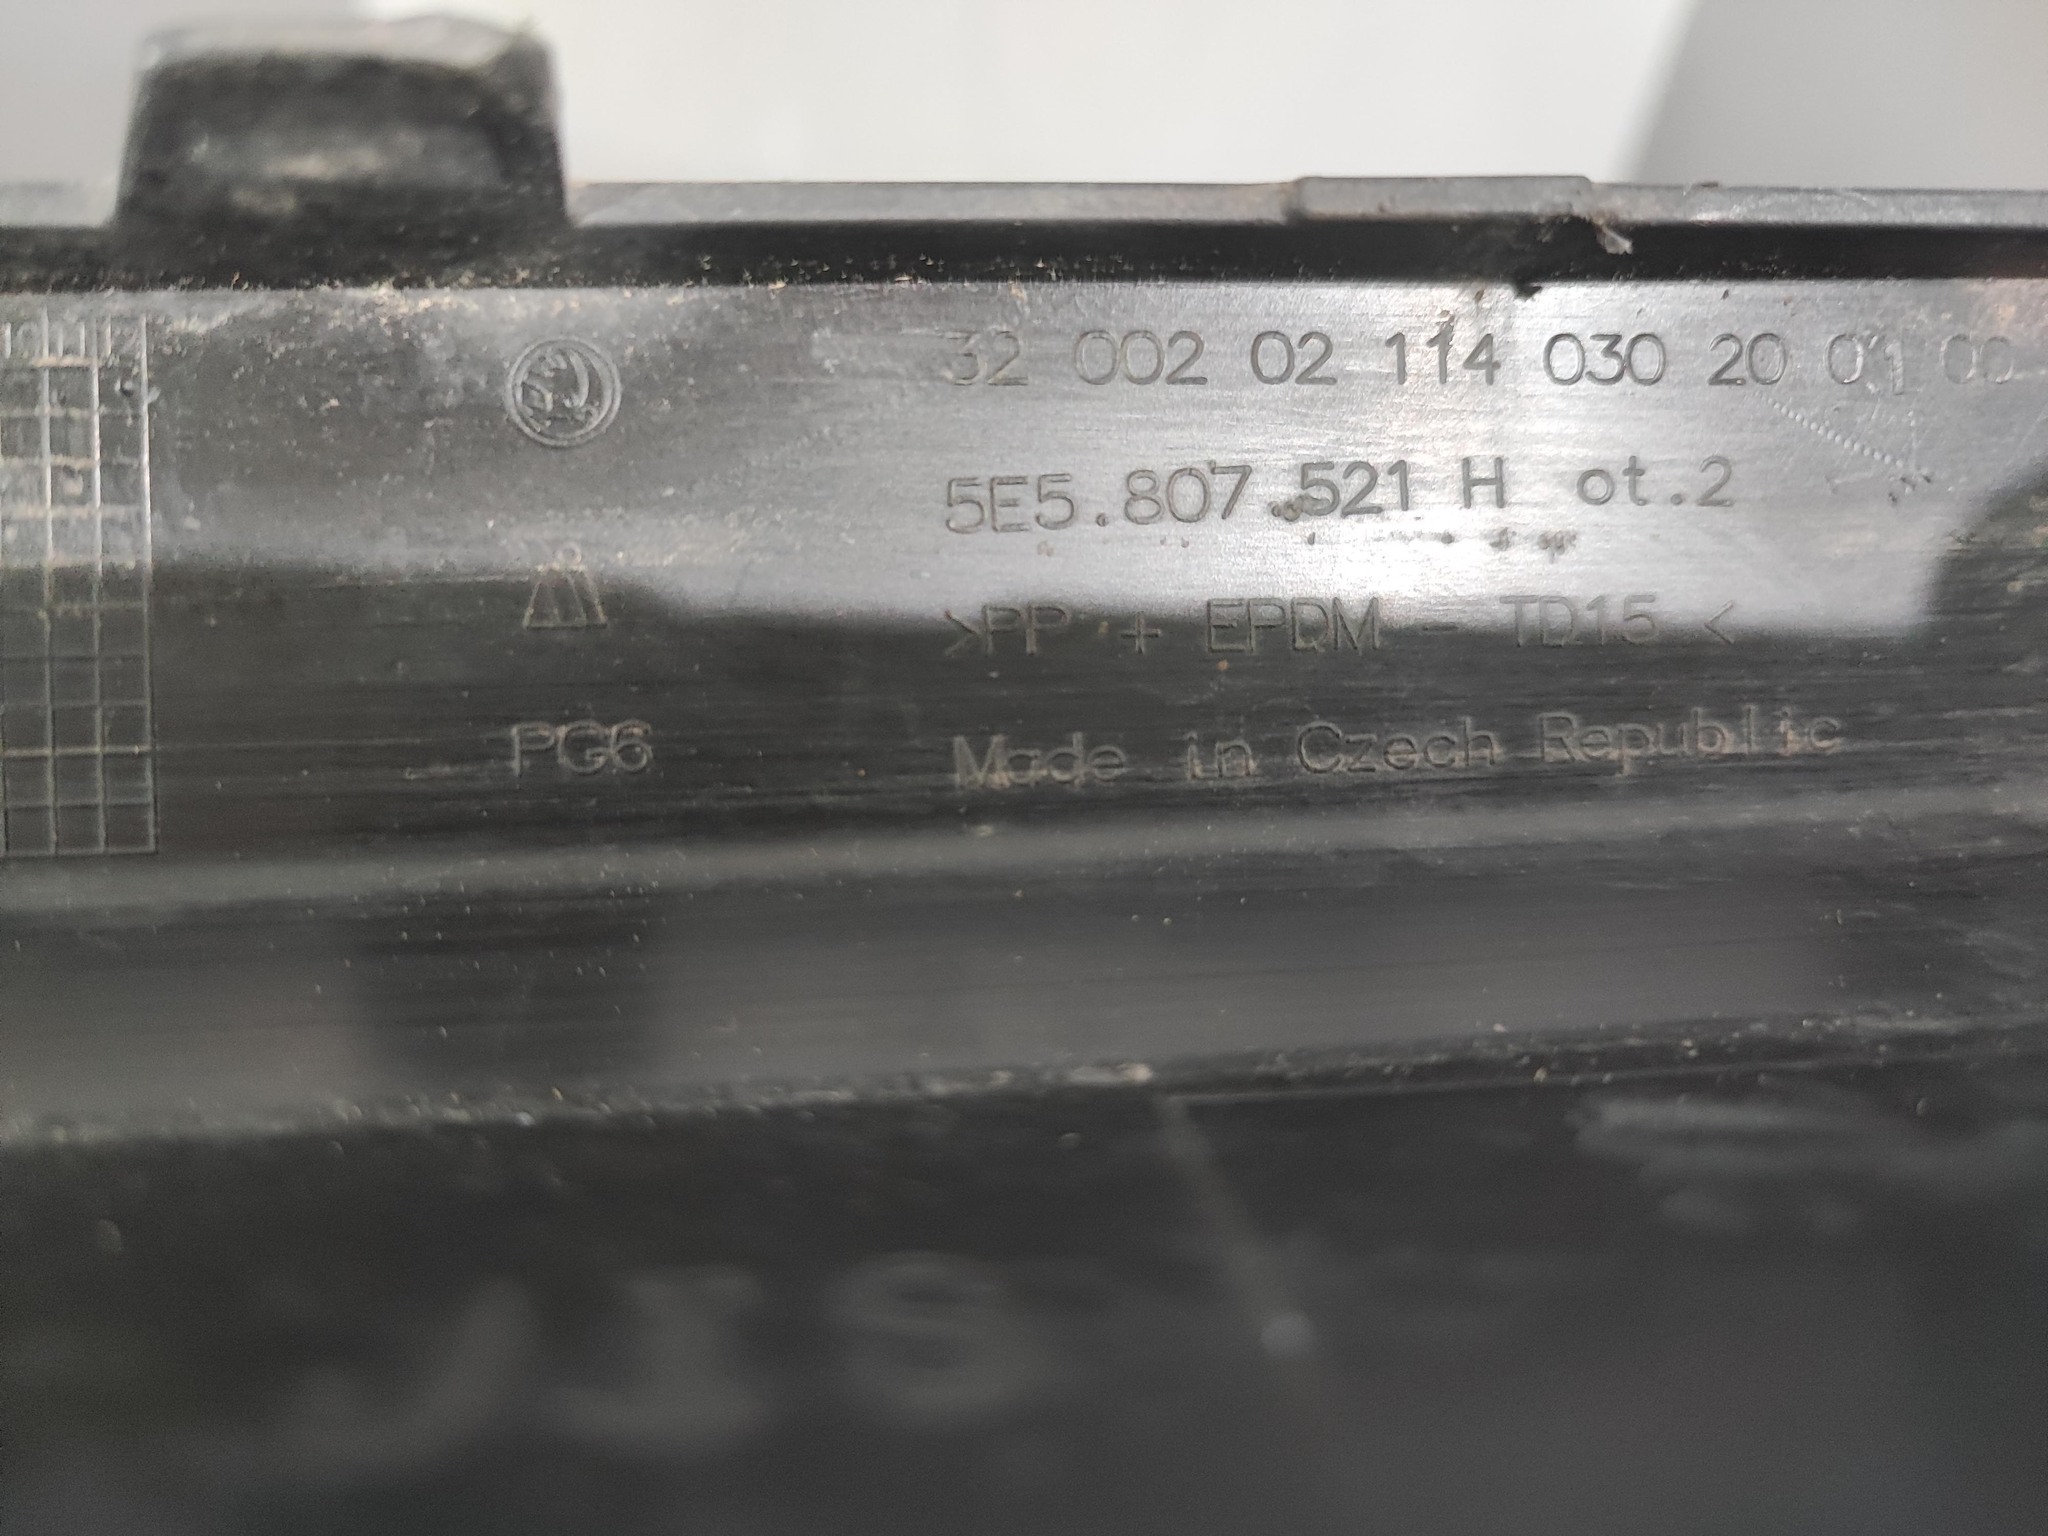 32 002 02 114 030 20 01 00
5E5.807.521 H ot.2
>PP + EPDM - TD15 <
PG6
Made in Czech Republic
JIS